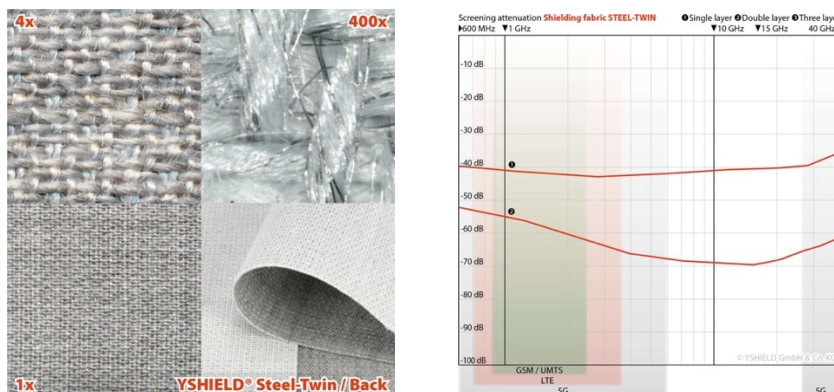 4x
400x
1x
YSHIELD® Steel-Twin / Back
Screening attenuation Shielding fabric STEEL-TWIN
❶Single layer ❷Double layer ❸Three laye
600 MHz
1 GHz
10 GHz
15 GHz
40 GHz
-10 dB
-20 dB
-30 dB
-40 dB
❶
-50 dB
❷
-60 dB
-70 dB
-80 dB
-90 dB
-100 dB
© YSHIELD GmbH & Co. KG
GSM / UMTS
LTE
5G
5G